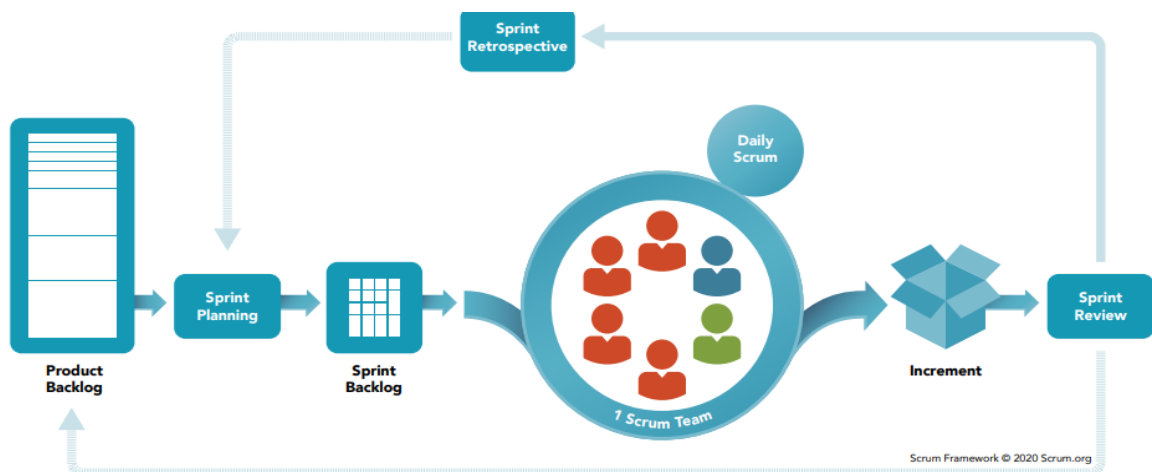 Sprint
Retrospective
Daily
Scrum
Sprint
Planning
Sprint
Review
Product
Backlog
Sprint
Backlog
Increment
1 Scrum Team
Scrum Framework © 2020 Scrum.org